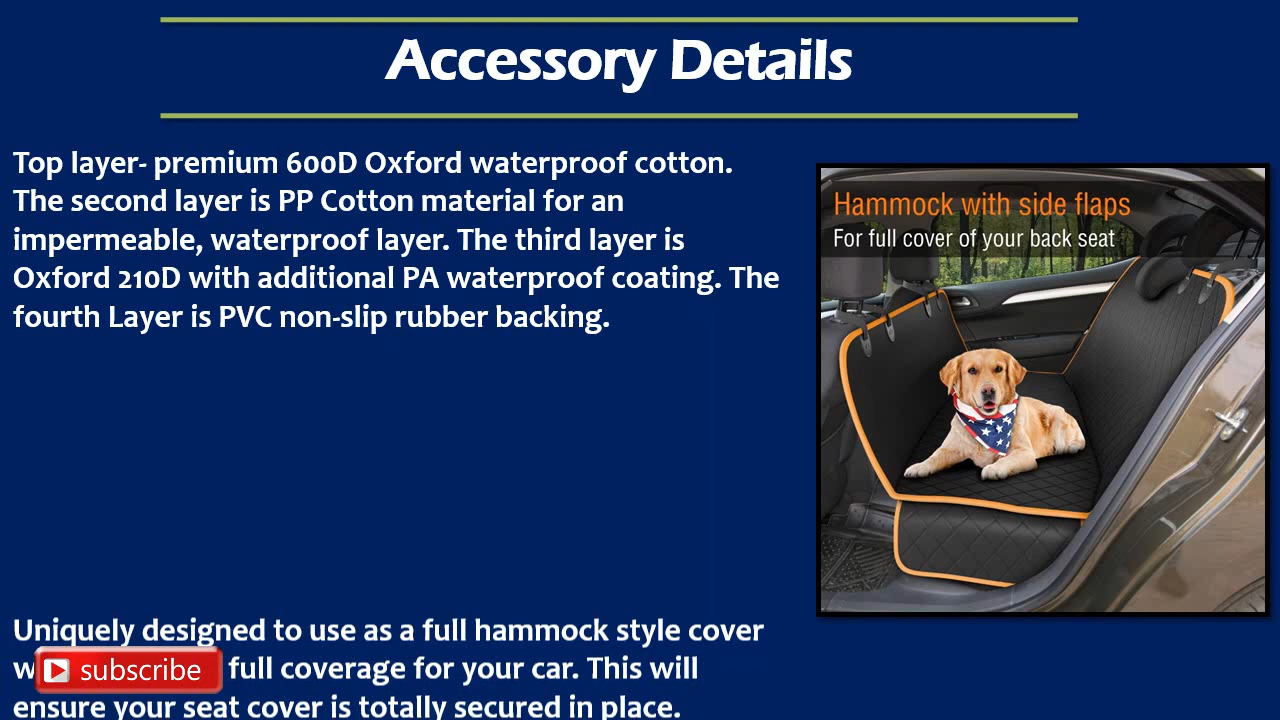 Accessory Details
Top layer- premium 600D Oxford waterproof cotton.
The second layer is PP Cotton material for an
impermeable, waterproof layer. The third layer is
Oxford 210D with additional PA waterproof coating. The
fourth Layer is PVC non-slip rubber backing.
Hammock with side flaps
For full cover of your back seat
Uniquely designed to use as a full hammock style cover
full coverage for your car. This will
subscribe
ensure your seat cover is totally secured in place.